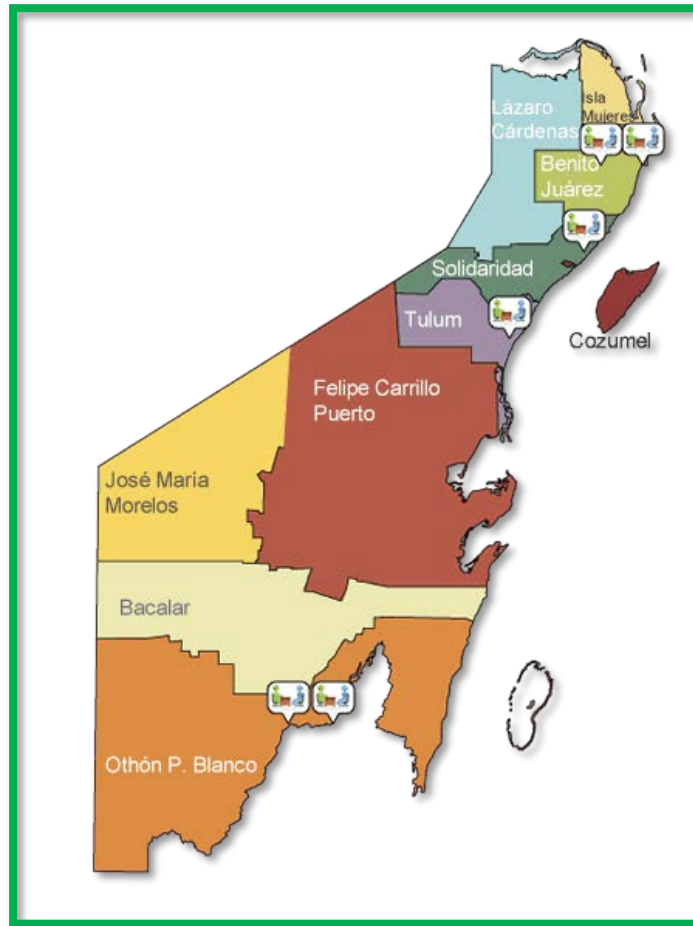 Lázaro
Cárdenas
Isla
Mujeres
Benito
Juárez
Solidaridad
Tulum
Cozumel
Felipe Carrillo
Puerto
José María
Morelos
Bacalar
Othón P. Blanco